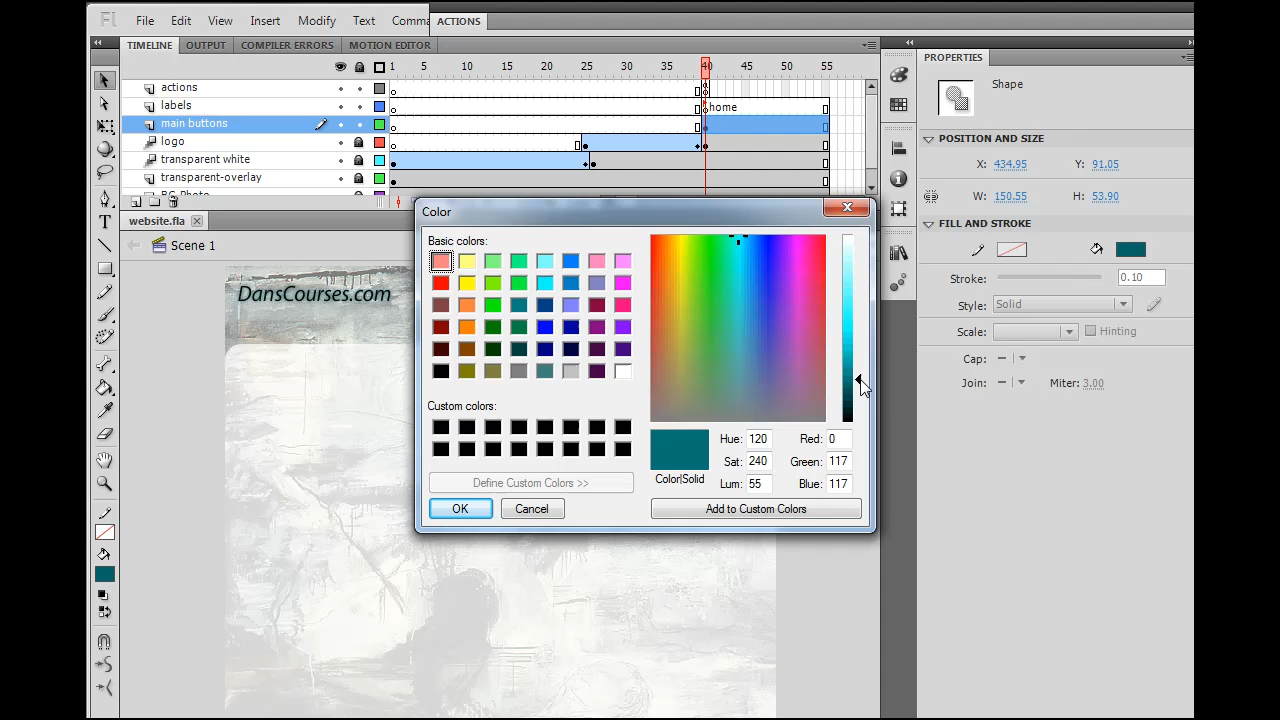 Fl File Edit View Insert Modify Text Comma ACTIONS
TIMELINE OUTPUT COMPILER ERRORS MOTION EDITOR
PROPERTIES
1 5 10 15 20 25 30 35 40 45 50 55
actions
labels home
main buttons
logo
transparent white
transparent-overlay
BG Photo
Shape
POSITION AND SIZE
X: 434.95 Y: 91.05
W: 150.55 H: 53.90
FILL AND STROKE
Stroke: 0.10
Style: Solid
Scale: Hinting
Cap:
Join: Miter: 3.00
website.fla
Scene 1
DansCourses.com
Color
Basic colors:
Custom colors:
Define Custom Colors >>
OK Cancel
Color|Solid
Hue: 120 Red: 0
Sat: 240 Green: 117
Lum: 55 Blue: 117
Add to Custom Colors
T